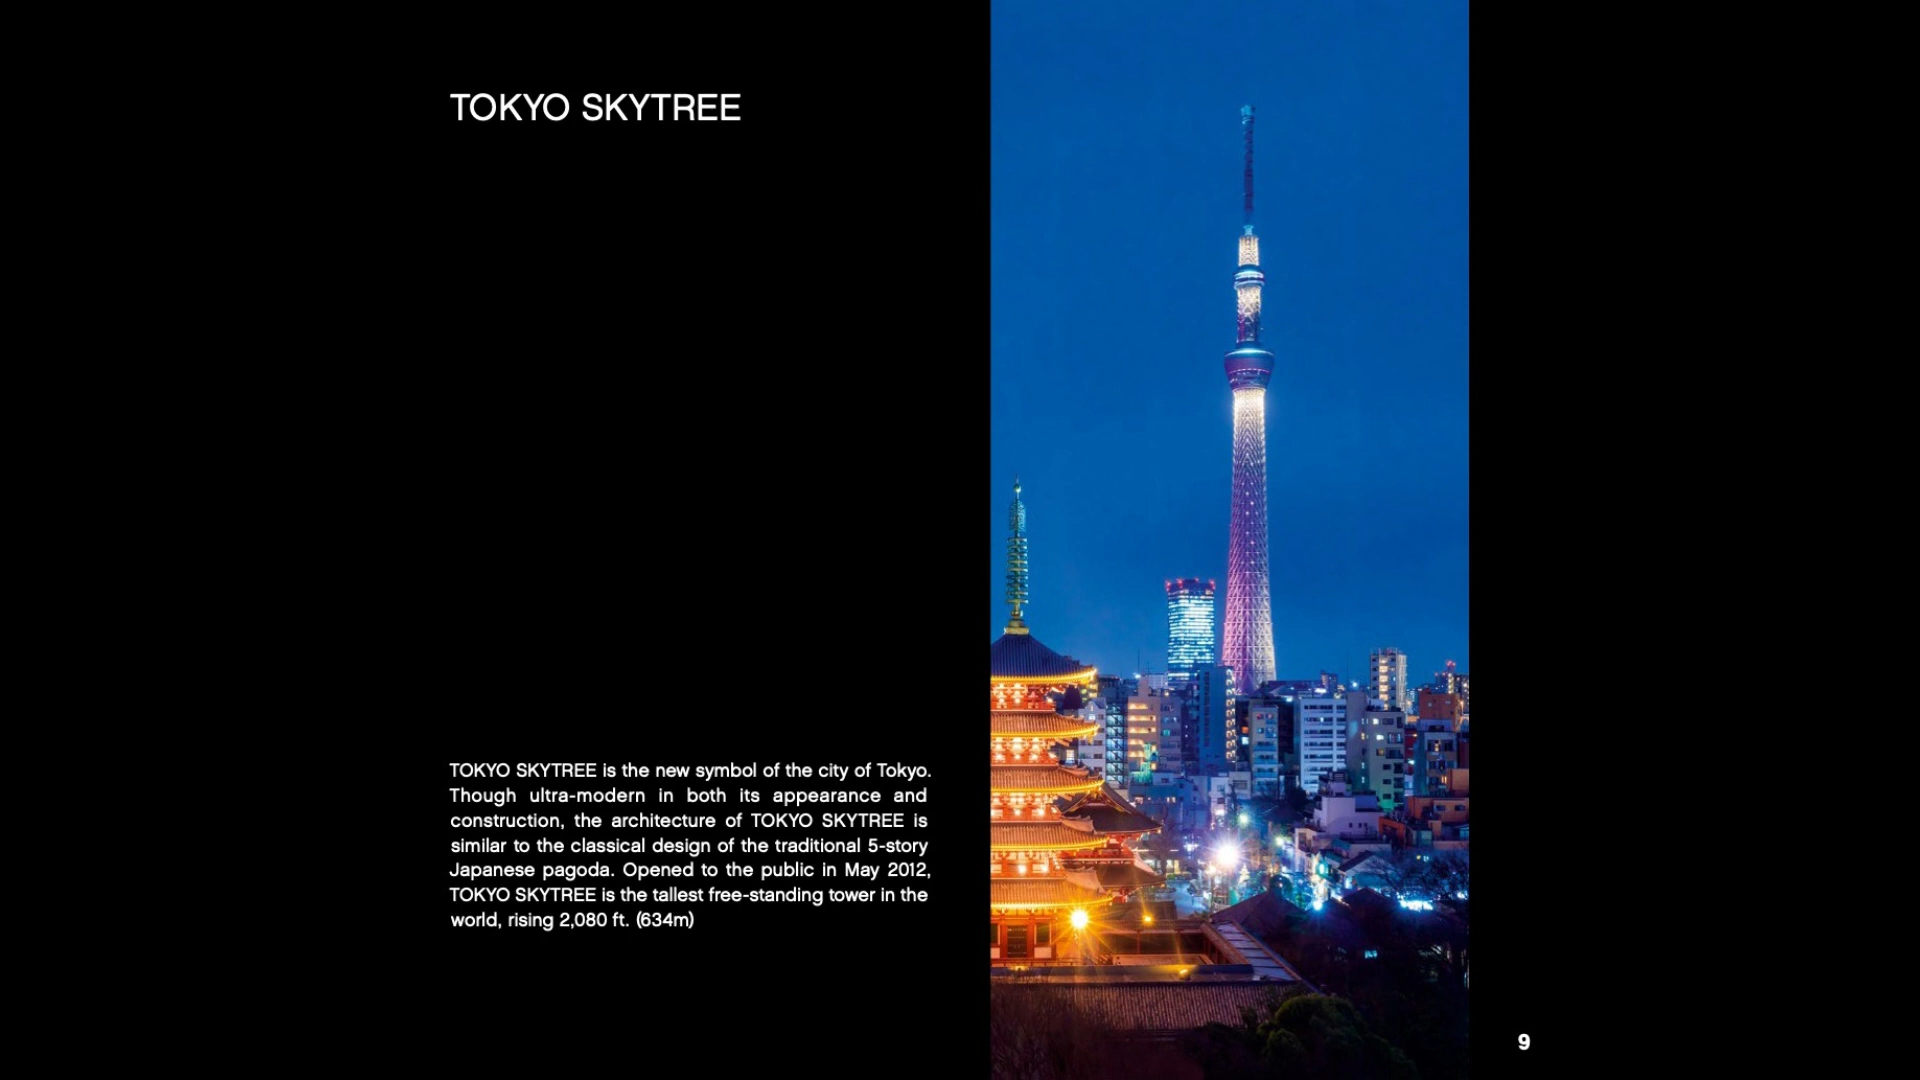 TOKYO SKYTREE
TOKYO SKYTREE is the new symbol of the city of Tokyo.
Though ultra-modern in both its appearance and
construction, the architecture of TOKYO SKYTREE is
similar to the classical design of the traditional 5-story
Japanese pagoda. Opened to the public in May 2012,
TOKYO SKYTREE is the tallest free-standing tower in the
world, rising 2,080 ft. (634m)
9